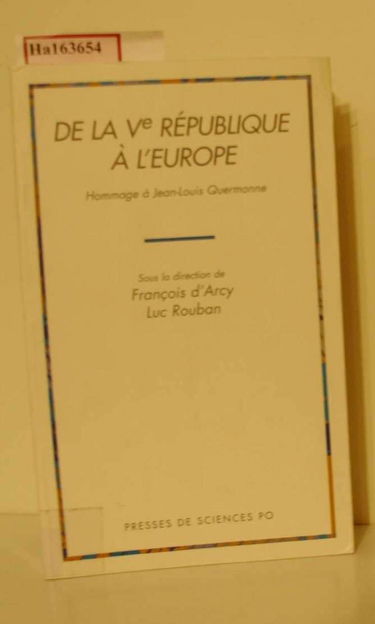 Ha163654
DE LA Ve RÉPUBLIQUE
À L'EUROPE
Hommage à Jean-Louis Quermonne
Sous la direction de
François d'Arcy
Luc Rouban
PRESSES DE SCIENCES PO